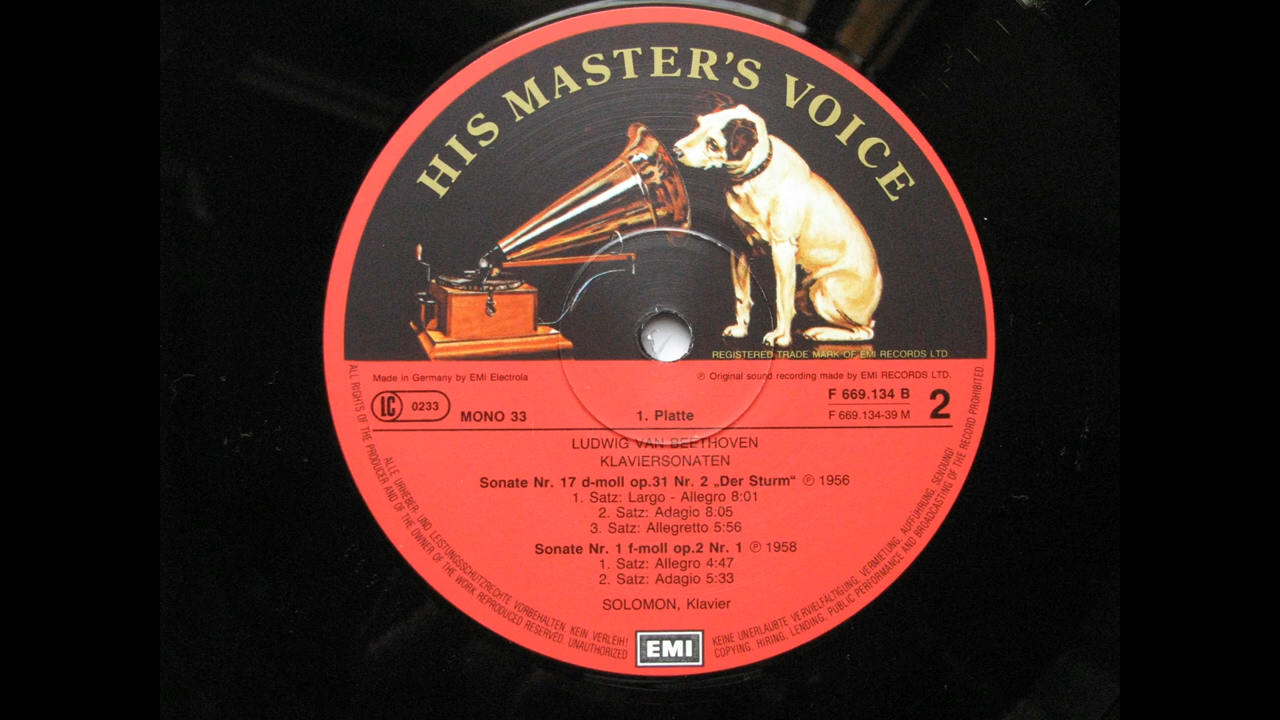 HIS MASTER'S VOICE
REGISTERED TRADE MARK OF EMI RECORDS LTD.
Made in Germany by EMI Electrola
℗ Original sound recording made by EMI RECORDS LTD.
LC 0233
MONO 33
1. Platte
F 669.134 B
F 669.134-39 M
2
LUDWIG VAN BEETHOVEN
KLAVIERSONATEN
Sonate Nr. 17 d-moll op.31 Nr. 2 „Der Sturm“ ℗ 1956
1. Satz: Largo - Allegro 8:01
2. Satz: Adagio 8:05
3. Satz: Allegretto 5:56
Sonate Nr. 1 f-moll op.2 Nr. 1 ℗ 1958
1. Satz: Allegro 4:47
2. Satz: Adagio 5:33
SOLOMON, Klavier
EMI
ALLE URHEBER- UND LEISTUNGSSCHUTZRECHTE VORBEHALTEN. KEIN VERLEIH! KEINE UNERLAUBTE VERVIELFÄLTIGUNG, VERMIETUNG, AUFFÜHRUNG, SENDUNG!
ALL RIGHTS OF THE PRODUCER AND OF THE OWNER OF THE WORK REPRODUCED RESERVED. UNAUTHORIZED COPYING, HIRING, LENDING, PUBLIC PERFORMANCE AND BROADCASTING OF THE RECORD PROHIBITED